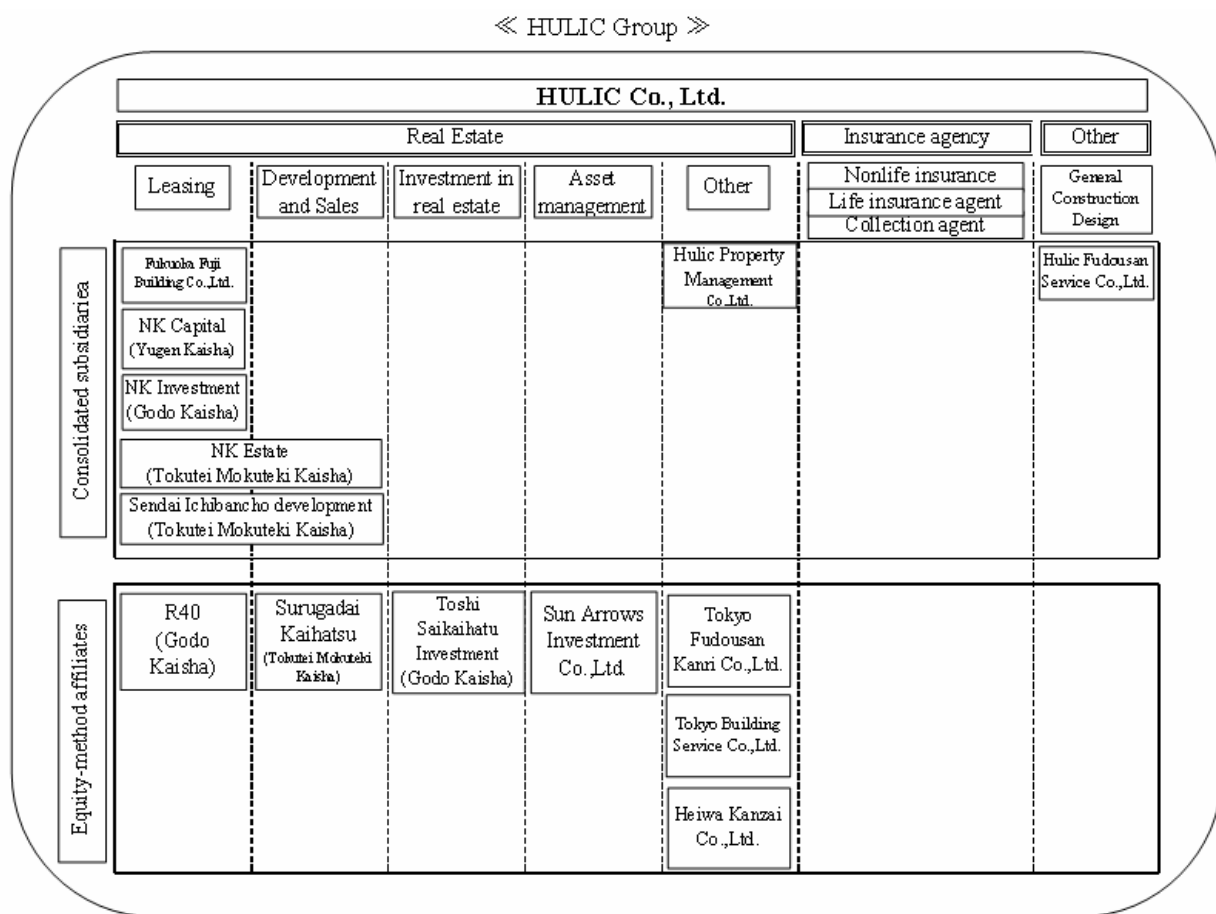 ≪ HULIC Group ≫
HULIC Co., Ltd.
Real Estate
Insurance agency
Other
Leasing
Development
and Sales
Investment in
real estate
Asset
management
Other
Nonlife insurance
Life insurance agent
Collection agent
General
Construction
Design
Consolidated subsidiariea
Fukuoka Fuji
Building Co.,Ltd.
NK Capital
(Yugen Kaisha)
NK Investment
(Godo Kaisha)
NK Estate
(Tokutei Mokuteki Kaisha)
Sendai Ichibancho development
(Tokutei Mokuteki Kaisha)
Hulic Property
Management
Co.,Ltd.
Hulic Fudousan
Service Co.,Ltd.
Equity-method affiliates
R40
(Godo
Kaisha)
Surugadai
Kaihatsu
(Tokutei Mokuteki
Kaisha)
Toshi
Saikaihatu
Investment
(Godo Kaisha)
Sun Arrows
Investment
Co.,Ltd.
Tokyo
Fudousan
Kanri Co.,Ltd.
Tokyo Building
Service Co.,Ltd.
Heiwa Kanzai
Co.,Ltd.